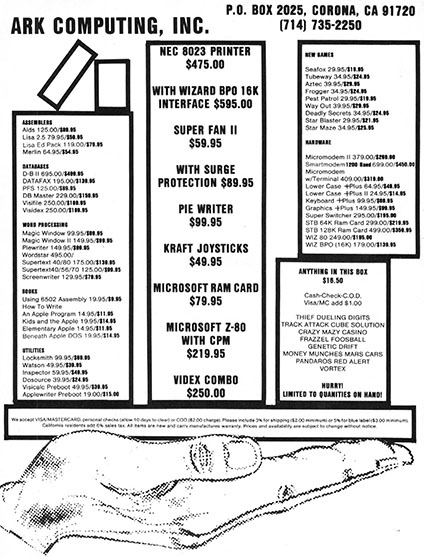 ARK COMPUTING, INC.
P.O. BOX 2025, CORONA, CA 91720
(714) 735-2250
ASSEMBLERS
Aids 125.00/$89.95
Lisa 2.5 79.95/$59.95
Lisa Ed Pack 119.00/$79.95
Merlin 64.95/$54.95
DATABASES
D-B II 695.00/$499.95
DATAFAX 195.00/$139.95
PFS 125.00/$89.95
DB Master 229.00/$159.95
Visifile 250.00/$189.95
Visidex 250.00/$189.95
WORD PROCESSING
Magic Window 99.95/$69.95
Magic Window II 149.95/$99.95
Piewriter 149.95/$99.95
Wordstar 495.00/
Supertext 40/80 175.00/$130.95
Supertext40/56/70 125.00/$99.95
Screenwriter 129.95/$79.95
BOOKS
Using 6502 Assembly 19.95/$9.95
How To Write
An Apple Program 14.95/$11.95
Kids and the Apple 19.95/$14.95
Elementary Apple 14.95/$11.95
Beneath Apple DOS 19.95/$14.95
UTILITIES
Locksmith 99.95/$69.95
Watson 49.95/$39.95
Inspector 59.95/$49.95
Dosource 39.95/$24.95
Visicalc Preboot 49.95/$39.95
Applewriter Preboot 19.00/$15.00
NEC 8023 PRINTER
$475.00
WITH WIZARD BPO 16K
INTERFACE $595.00
SUPER FAN II
$59.95
WITH SURGE
PROTECTION $89.95
PIE WRITER
$99.95
KRAFT JOYSTICKS
$49.95
MICROSOFT RAM CARD
$79.95
MICROSOFT Z-80
WITH CPM
$219.95
VIDEX COMBO
$250.00
NEW GAMES
Seafox 29.95/$19.95
Tubeway 34.95/$24.95
Aztec 39.95/$29.95
Frogger 34.95/$24.95
Pest Patrol 29.95/$19.95
Way Out 39.95/$29.95
Deadly Secrets 34.95/$24.95
Star Blaster 29.95/$21.95
Star Maze 34.95/$25.95
HARDWARE
Micromodem II 379.00/$260.00
Smartmodem 1200 Baud 699.00/$450.00
Micromodem
w/Terminal 409.00/$319.00
Lower Case +Plus 64.95/$49.95
Lower Case +Plus II 24.95/$14.95
Keyboard +Plus 99.95/$69.95
Graphics +Plus 149.95/$99.95
Super Switcher 295.00/$195.00
STB 64K Ram Card 299.00/$219.95
STB 128K Ram Card 499.00/$350.95
WIZ 80 249.00/$195.00
WIZ BPO (16K) 179.00/$139.95
ANYTHING IN THIS BOX
$16.50
Cash-Check-C.O.D.
Visa/MC add $1.00
THIEF DUELING DIGITS
TRACK ATTACK CUBE SOLUTION
CRAZY MAZY CASINO
FRAZZEL FOOSBALL
GENETIC DRIFT
MONEY MUNCHES MARS CARS
PANDAROS RED ALERT
VORTEX
HURRY!
LIMITED TO QUANITIES ON HAND!
We accept VISA/MASTERCARD, personal checks (allow 10 days to clear) or COD ($2.00 charge). Please include 3% for shipping ($2.00 minimum) or 5% for blue label ($3.00 minimum).
California residents add 6% sales tax. All items are new and carry manufacturers warranty. Prices and availability are subject to change without notice